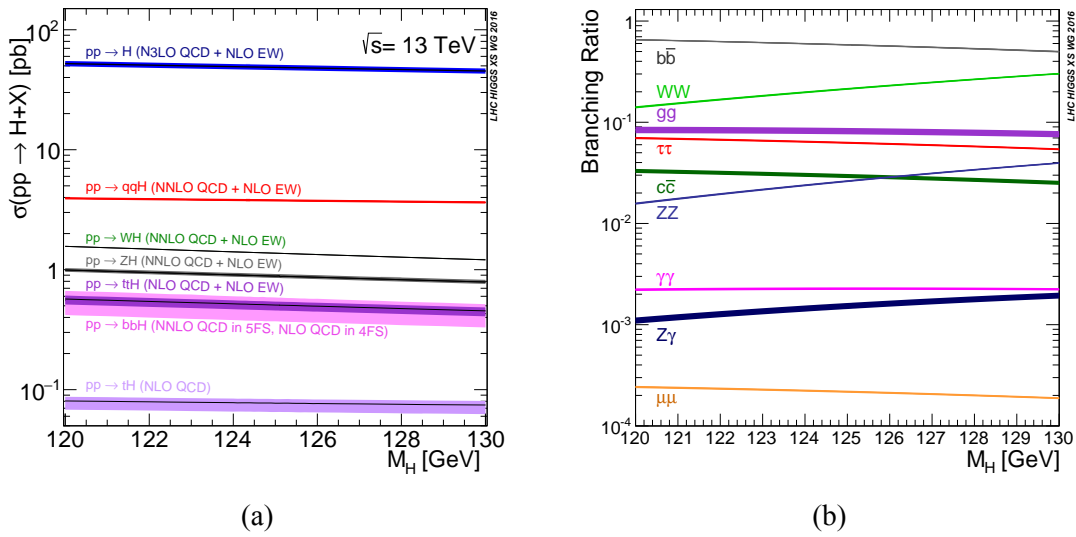 √s= 13 TeV
LHC HIGGS XS WG 2016
σ(pp → H+X) [pb]
10²
10
1
10⁻¹
pp → H (N3LO QCD + NLO EW)
pp → qqH (NNLO QCD + NLO EW)
pp → WH (NNLO QCD + NLO EW)
pp → ZH (NNLO QCD + NLO EW)
pp → ttH (NLO QCD + NLO EW)
pp → bbH (NNLO QCD in 5FS, NLO QCD in 4FS)
pp → tH (NLO QCD)
120 122 124 126 128 130
M_H [GeV]
(a)
LHC HIGGS XS WG 2016
Branching Ratio
1
10⁻¹
10⁻²
10⁻³
10⁻⁴
bb̅
WW
gg
ττ
cc̅
ZZ
γγ
Zγ
μμ
120 121 122 123 124 125 126 127 128 129 130
M_H [GeV]
(b)